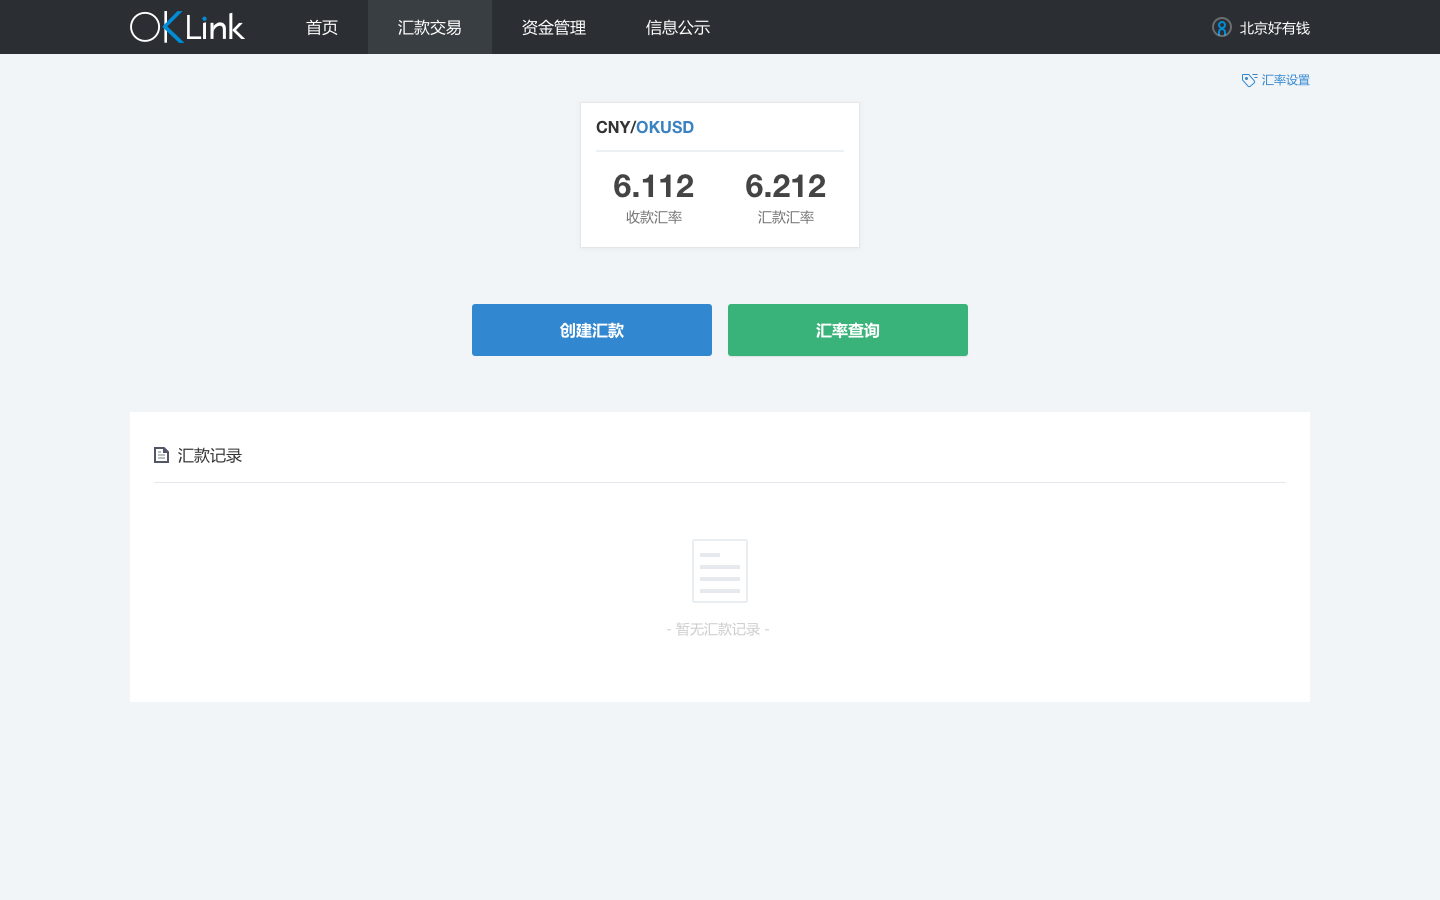 OKLink 首页 汇款交易 资金管理 信息公示 北京好有钱
汇率设置
CNY/OKUSD
6.112 6.212
收款汇率 汇款汇率
创建汇款 汇率查询
汇款记录
- 暂无汇款记录 -